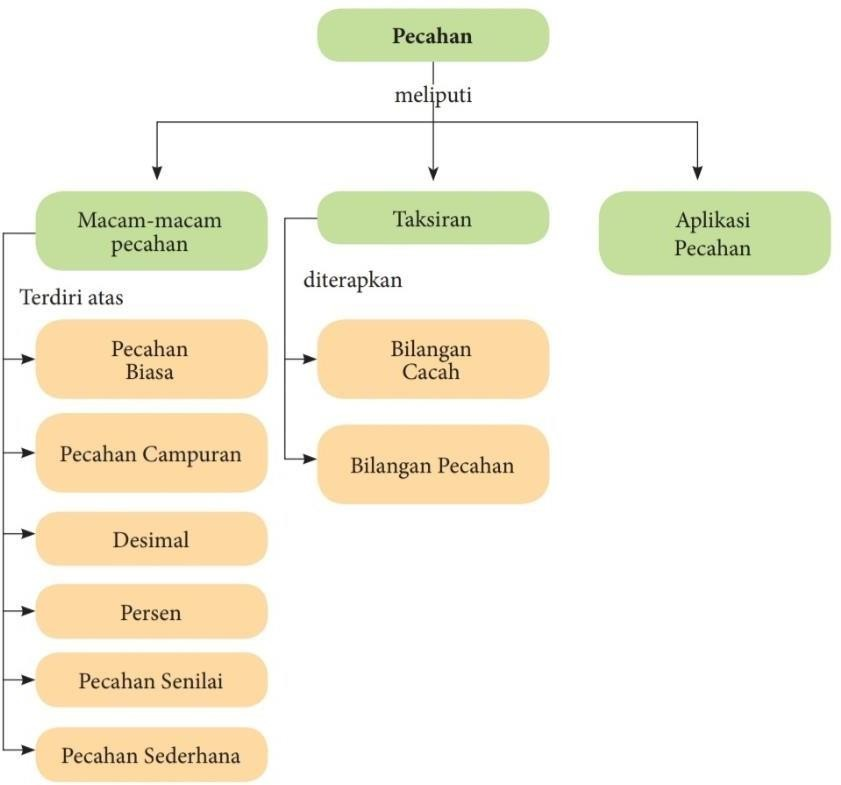 Pecahan
meliputi
Macam-macam
pecahan
Terdiri atas
Pecahan
Biasa
Pecahan Campuran
Desimal
Persen
Pecahan Senilai
Pecahan Sederhana
Taksiran
diterapkan
Bilangan
Cacah
Bilangan Pecahan
Aplikasi
Pecahan